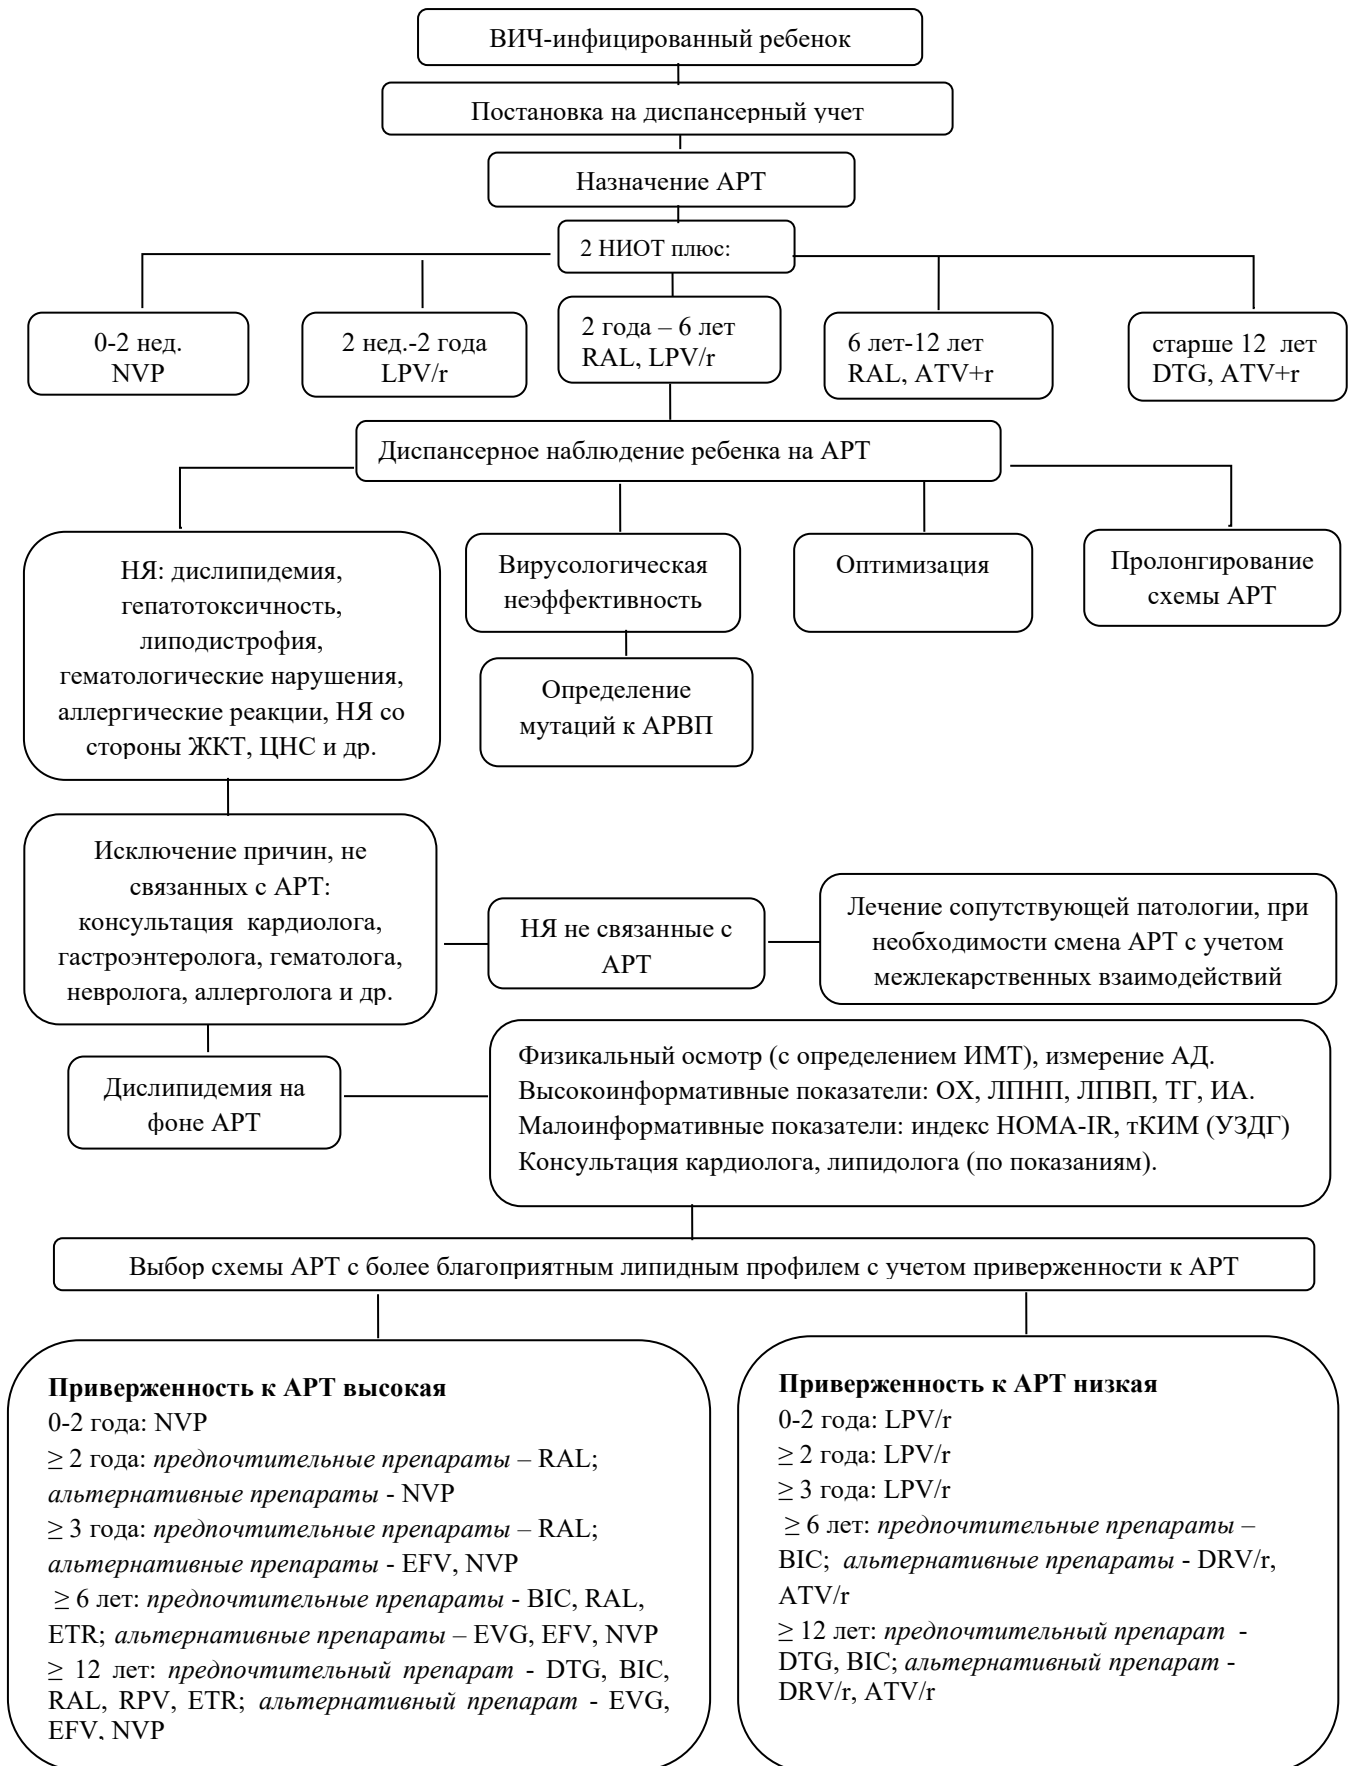 ВИЧ-инфицированный ребенок
Постановка на диспансерный учет
Назначение АРТ
2 НИОТ плюс:
0-2 нед.
NVP
2 нед.-2 года
LPV/r
2 года – 6 лет
RAL, LPV/r
6 лет-12 лет
RAL, ATV+r
старше 12 лет
DTG, ATV+r
Диспансерное наблюдение ребенка на АРТ
НЯ: дислипидемия,
гепатотоксичность,
липодистрофия,
гематологические нарушения,
аллергические реакции, НЯ со
стороны ЖКТ, ЦНС и др.
Вирусологическая
неэффективность
Оптимизация
Пролонгирование
схемы АРТ
Определение
мутаций к АРВП
Исключение причин, не
связанных с АРТ:
консультация кардиолога,
гастроэнтеролога, гематолога,
невролога, аллерголога и др.
НЯ не связанные с
АРТ
Лечение сопутствующей патологии, при
необходимости смена АРТ с учетом
межлекарственных взаимодействий
Дислипидемия на
фоне АРТ
Физикальный осмотр (с определением ИМТ), измерение АД.
Высокоинформативные показатели: ОХ, ЛПНП, ЛПВП, ТГ, ИА.
Малоинформативные показатели: индекс HOMA-IR, тКИМ (УЗДГ)
Консультация кардиолога, липидолога (по показаниям).
Выбор схемы АРТ с более благоприятным липидным профилем с учетом приверженности к АРТ
Приверженность к АРТ высокая
0-2 года: NVP
≥ 2 года: предпочтительные препараты – RAL;
альтернативные препараты - NVP
≥ 3 года: предпочтительные препараты – RAL;
альтернативные препараты - EFV, NVP
≥ 6 лет: предпочтительные препараты - BIC, RAL,
ETR; альтернативные препараты – EVG, EFV, NVP
≥ 12 лет: предпочтительный препарат - DTG, BIC,
RAL, RPV, ETR; альтернативный препарат - EVG,
EFV, NVP
Приверженность к АРТ низкая
0-2 года: LPV/r
≥ 2 года: LPV/r
≥ 3 года: LPV/r
≥ 6 лет: предпочтительные препараты –
BIC; альтернативные препараты - DRV/r,
ATV/r
≥ 12 лет: предпочтительный препарат -
DTG, BIC; альтернативный препарат -
DRV/r, ATV/r